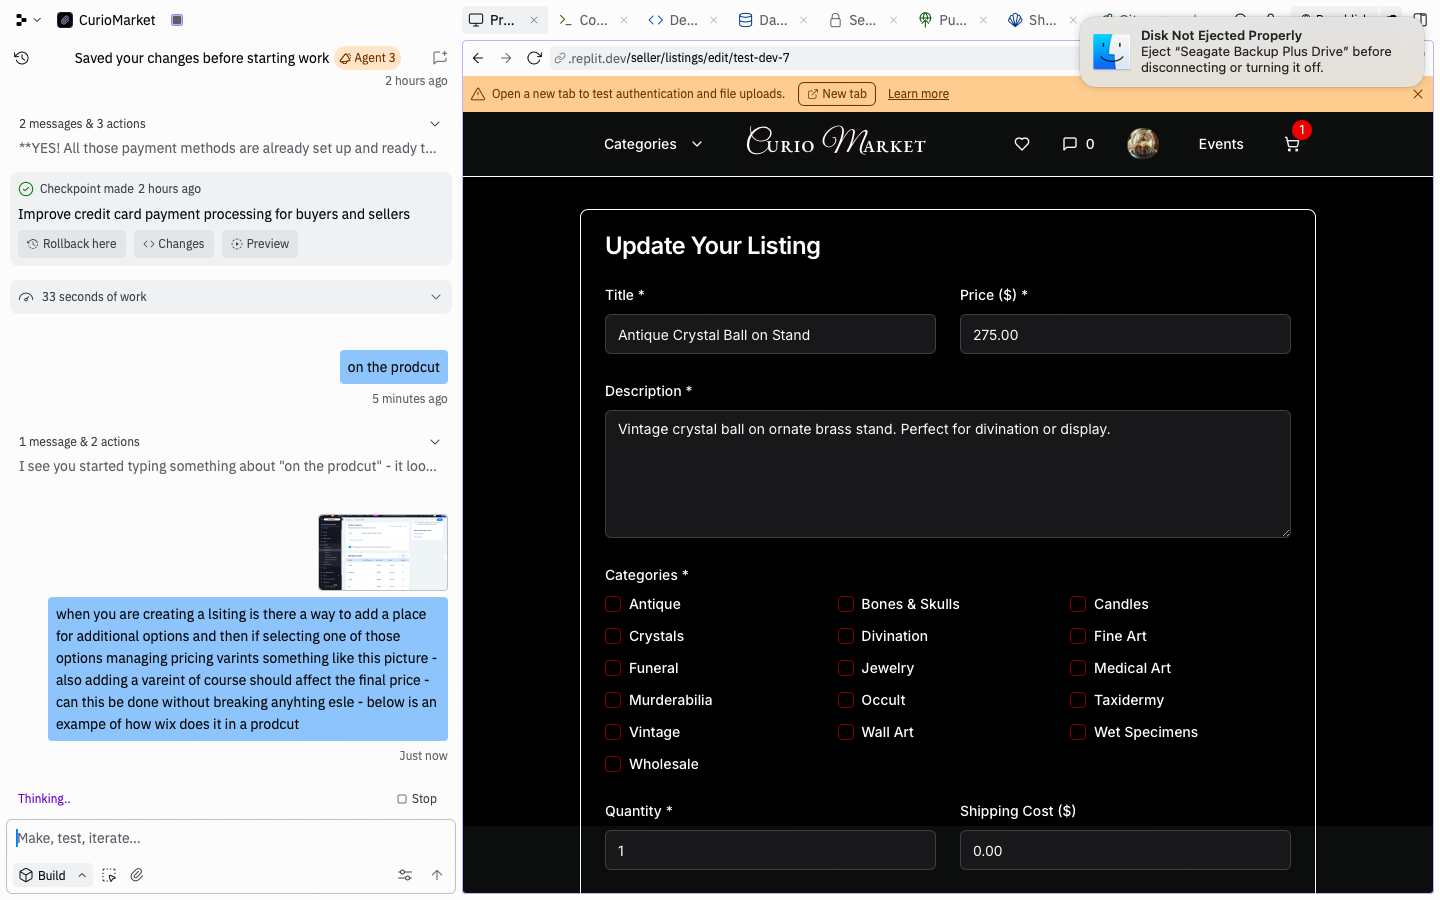 CurioMarket
Pr...
Co...
De...
Da...
Se...
Pu...
Sh...
Saved your changes before starting work
Agent 3
2 hours ago
2 messages & 3 actions
**YES! All those payment methods are already set up and ready t...
Checkpoint made 2 hours ago
Improve credit card payment processing for buyers and sellers
Rollback here
Changes
Preview
33 seconds of work
on the prodcut
5 minutes ago
1 message & 2 actions
I see you started typing something about "on the prodcut" - it loo...
when you are creating a lsiting is there a way to add a place
for additional options and then if selecting one of those
options managing pricing varints something like this picture -
also adding a vareint of course should affect the final price -
can this be done without breaking anyhting esle - below is an
exampe of how wix does it in a prodcut
Just now
Thinking..
Stop
Make, test, iterate...
Build
.replit.dev/seller/listings/edit/test-dev-7
Disk Not Ejected Properly
Eject “Seagate Backup Plus Drive” before
disconnecting or turning it off.
Open a new tab to test authentication and file uploads.
New tab
Learn more
Categories
Curio Market
0
Events
1
Update Your Listing
Title *
Price ($) *
Antique Crystal Ball on Stand
275.00
Description *
Vintage crystal ball on ornate brass stand. Perfect for divination or display.
Categories *
Antique
Bones & Skulls
Candles
Crystals
Divination
Fine Art
Funeral
Jewelry
Medical Art
Murderabilia
Occult
Taxidermy
Vintage
Wall Art
Wet Specimens
Wholesale
Quantity *
Shipping Cost ($)
1
0.00